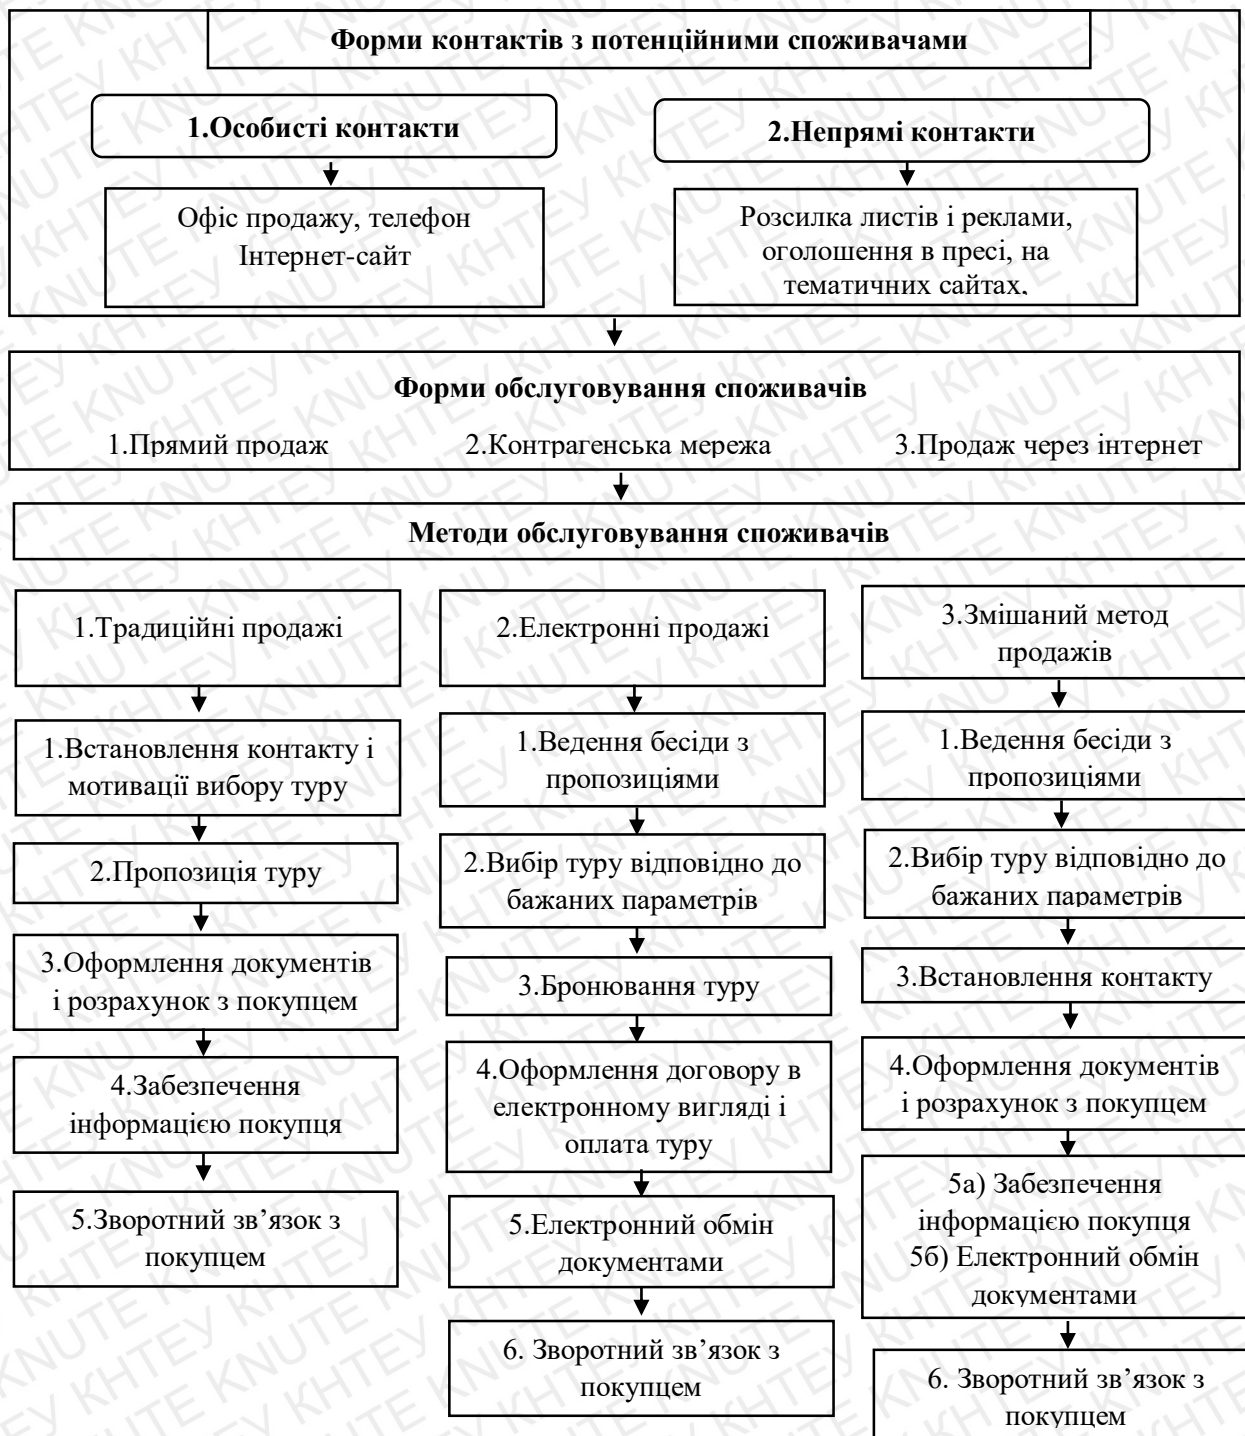 Форми контактів з потенційними споживачами
1.Особисті контакти
2.Непрямі контакти
Офіс продажу, телефон
Інтернет-сайт
Розсилка листів і реклами,
оголошення в пресі, на
тематичних сайтах,
Форми обслуговування споживачів
1.Прямий продаж
2.Контрагенська мережа
3.Продаж через інтернет
Методи обслуговування споживачів
1.Традиційні продажі
1.Встановлення контакту і
мотивації вибору туру
2.Пропозиція туру
3.Оформлення документів
і розрахунок з покупцем
4.Забезпечення
інформацією покупця
5.Зворотний зв’язок з
покупцем
2.Електронні продажі
1.Ведення бесіди з
пропозиціями
2.Вибір туру відповідно до
бажаних параметрів
3.Бронювання туру
4.Оформлення договору в
електронному вигляді і
оплата туру
5.Електронний обмін
документами
6. Зворотний зв’язок з
покупцем
3.Змішаний метод
продажів
1.Ведення бесіди з
пропозиціями
2.Вибір туру відповідно до
бажаних параметрів
3.Встановлення контакту
4.Оформлення документів
і розрахунок з покупцем
5а) Забезпечення
інформацією покупця
5б) Електронний обмін
документами
6. Зворотний зв’язок з
покупцем